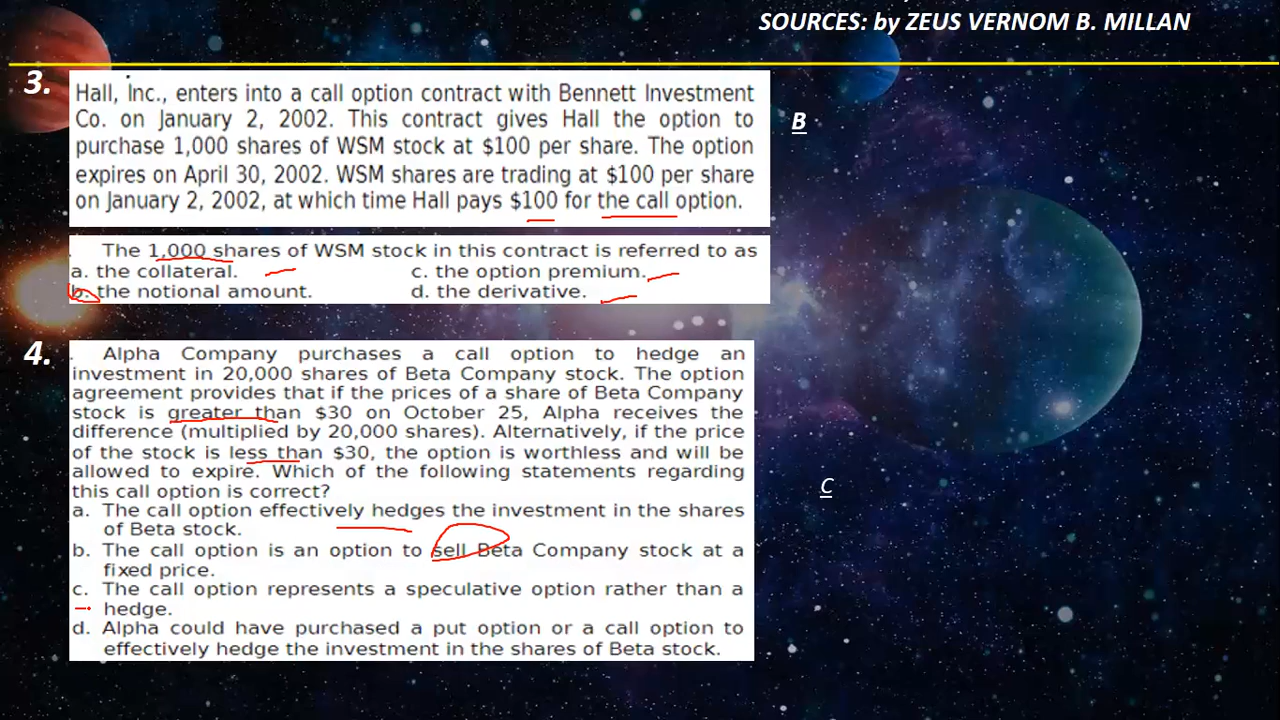 SOURCES: by ZEUS VERNOM B. MILLAN
3.
Hall, Inc., enters into a call option contract with Bennett Investment
Co. on January 2, 2002. This contract gives Hall the option to
purchase 1,000 shares of WSM stock at $100 per share. The option
expires on April 30, 2002. WSM shares are trading at $100 per share
on January 2, 2002, at which time Hall pays $100 for the call option.
B
. The 1,000 shares of WSM stock in this contract is referred to as
a. the collateral. c. the option premium.
b. the notional amount. d. the derivative.
4.
. Alpha Company purchases a call option to hedge an
investment in 20,000 shares of Beta Company stock. The option
agreement provides that if the prices of a share of Beta Company
stock is greater than $30 on October 25, Alpha receives the
difference (multiplied by 20,000 shares). Alternatively, if the price
of the stock is less than $30, the option is worthless and will be
allowed to expire. Which of the following statements regarding
this call option is correct?
C
a. The call option effectively hedges the investment in the shares
of Beta stock.
b. The call option is an option to sell Beta Company stock at a
fixed price.
c. The call option represents a speculative option rather than a
hedge.
d. Alpha could have purchased a put option or a call option to
effectively hedge the investment in the shares of Beta stock.